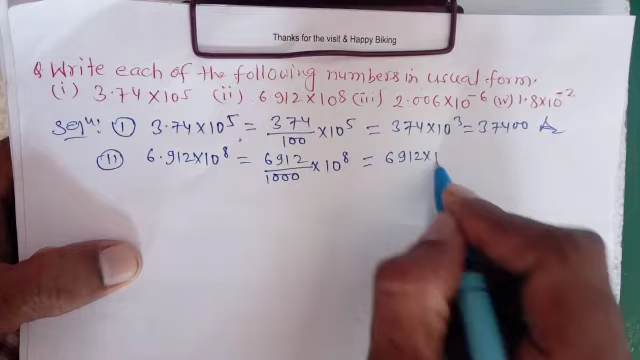 Thanks for the visit & Happy Biking
Q Write each of the following numbers in usual form.
(i) 3.74×10⁵ (ii) 6.912×10⁸ (iii) 2.006×10⁻⁶ (iv) 1.8×10⁻²
Solⁿ: (i) 3.74×10⁵ = 374/100 ×10⁵ = 374×10³ = 37400
(ii) 6.912×10⁸ = 6912/1000 ×10⁸ = 6912×1